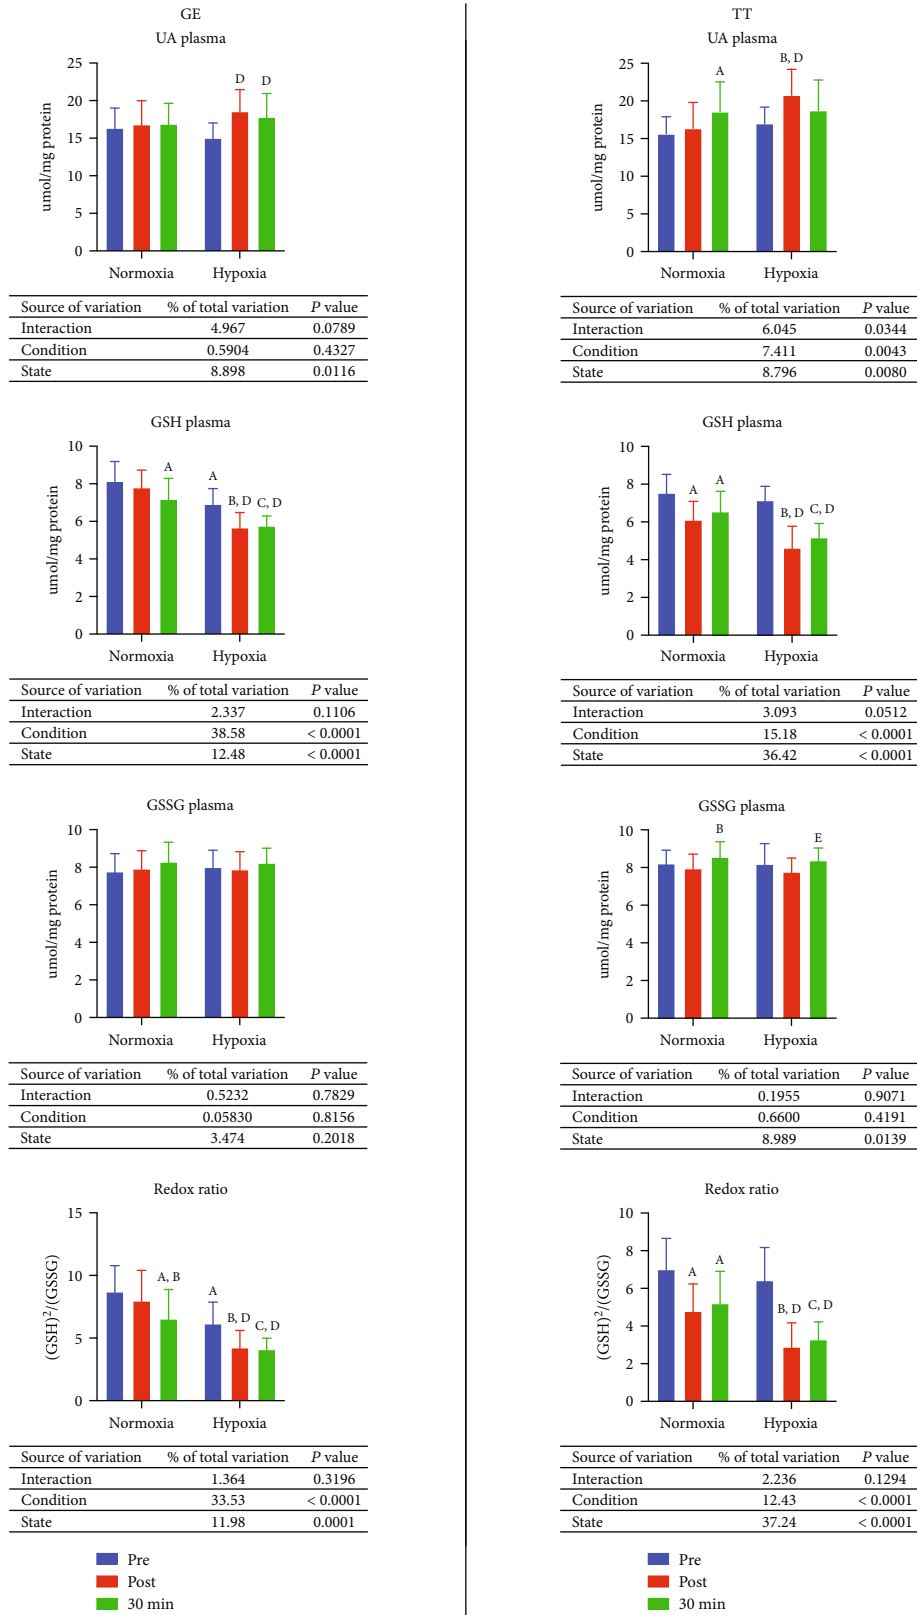 GE
UA plasma
umol/mg protein
25
20
15
10
5
0
D
D
Normoxia
Hypoxia
Source of variation % of total variation P value
Interaction 4.967 0.0789
Condition 0.5904 0.4327
State 8.898 0.0116
GSH plasma
umol/mg protein
10
8
6
4
2
0
A
A
B, D
C, D
Normoxia
Hypoxia
Source of variation % of total variation P value
Interaction 2.337 0.1106
Condition 38.58 < 0.0001
State 12.48 < 0.0001
GSSG plasma
umol/mg protein
10
8
6
4
2
0
Normoxia
Hypoxia
Source of variation % of total variation P value
Interaction 0.5232 0.7829
Condition 0.05830 0.8156
State 3.474 0.2018
Redox ratio
(GSH)²/(GSSG)
15
10
5
0
A, B
A
B, D
C, D
Normoxia
Hypoxia
Source of variation % of total variation P value
Interaction 1.364 0.3196
Condition 33.53 < 0.0001
State 11.98 0.0001
Pre
Post
30 min
TT
UA plasma
umol/mg protein
25
20
15
10
5
0
A
B, D
Normoxia
Hypoxia
Source of variation % of total variation P value
Interaction 6.045 0.0344
Condition 7.411 0.0043
State 8.796 0.0080
GSH plasma
umol/mg protein
10
8
6
4
2
0
A
A
B, D
C, D
Normoxia
Hypoxia
Source of variation % of total variation P value
Interaction 3.093 0.0512
Condition 15.18 < 0.0001
State 36.42 < 0.0001
GSSG plasma
umol/mg protein
10
8
6
4
2
0
B
E
Normoxia
Hypoxia
Source of variation % of total variation P value
Interaction 0.1955 0.9071
Condition 0.6600 0.4191
State 8.989 0.0139
Redox ratio
(GSH)²/(GSSG)
10
8
6
4
2
0
A
A
B, D
C, D
Normoxia
Hypoxia
Source of variation % of total variation P value
Interaction 2.236 0.1294
Condition 12.43 < 0.0001
State 37.24 < 0.0001
Pre
Post
30 min